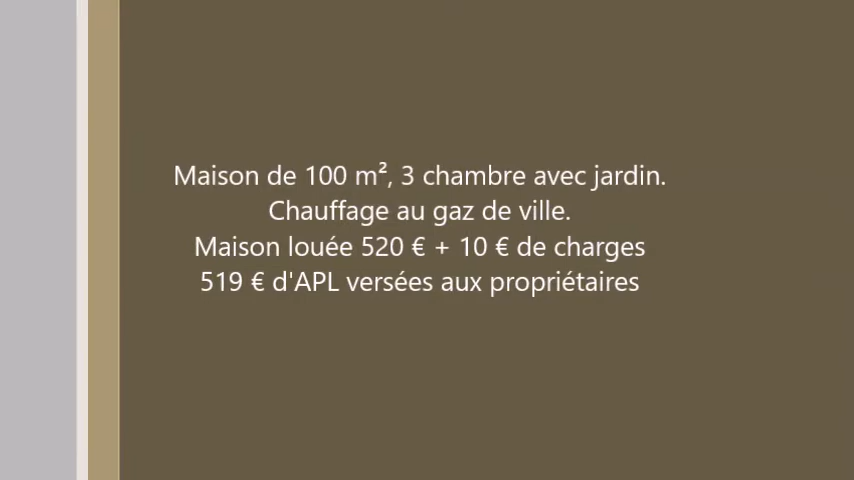 Maison de 100 m², 3 chambre avec jardin.
Chauffage au gaz de ville.
Maison louée 520 € + 10 € de charges
519 € d'APL versées aux propriétaires